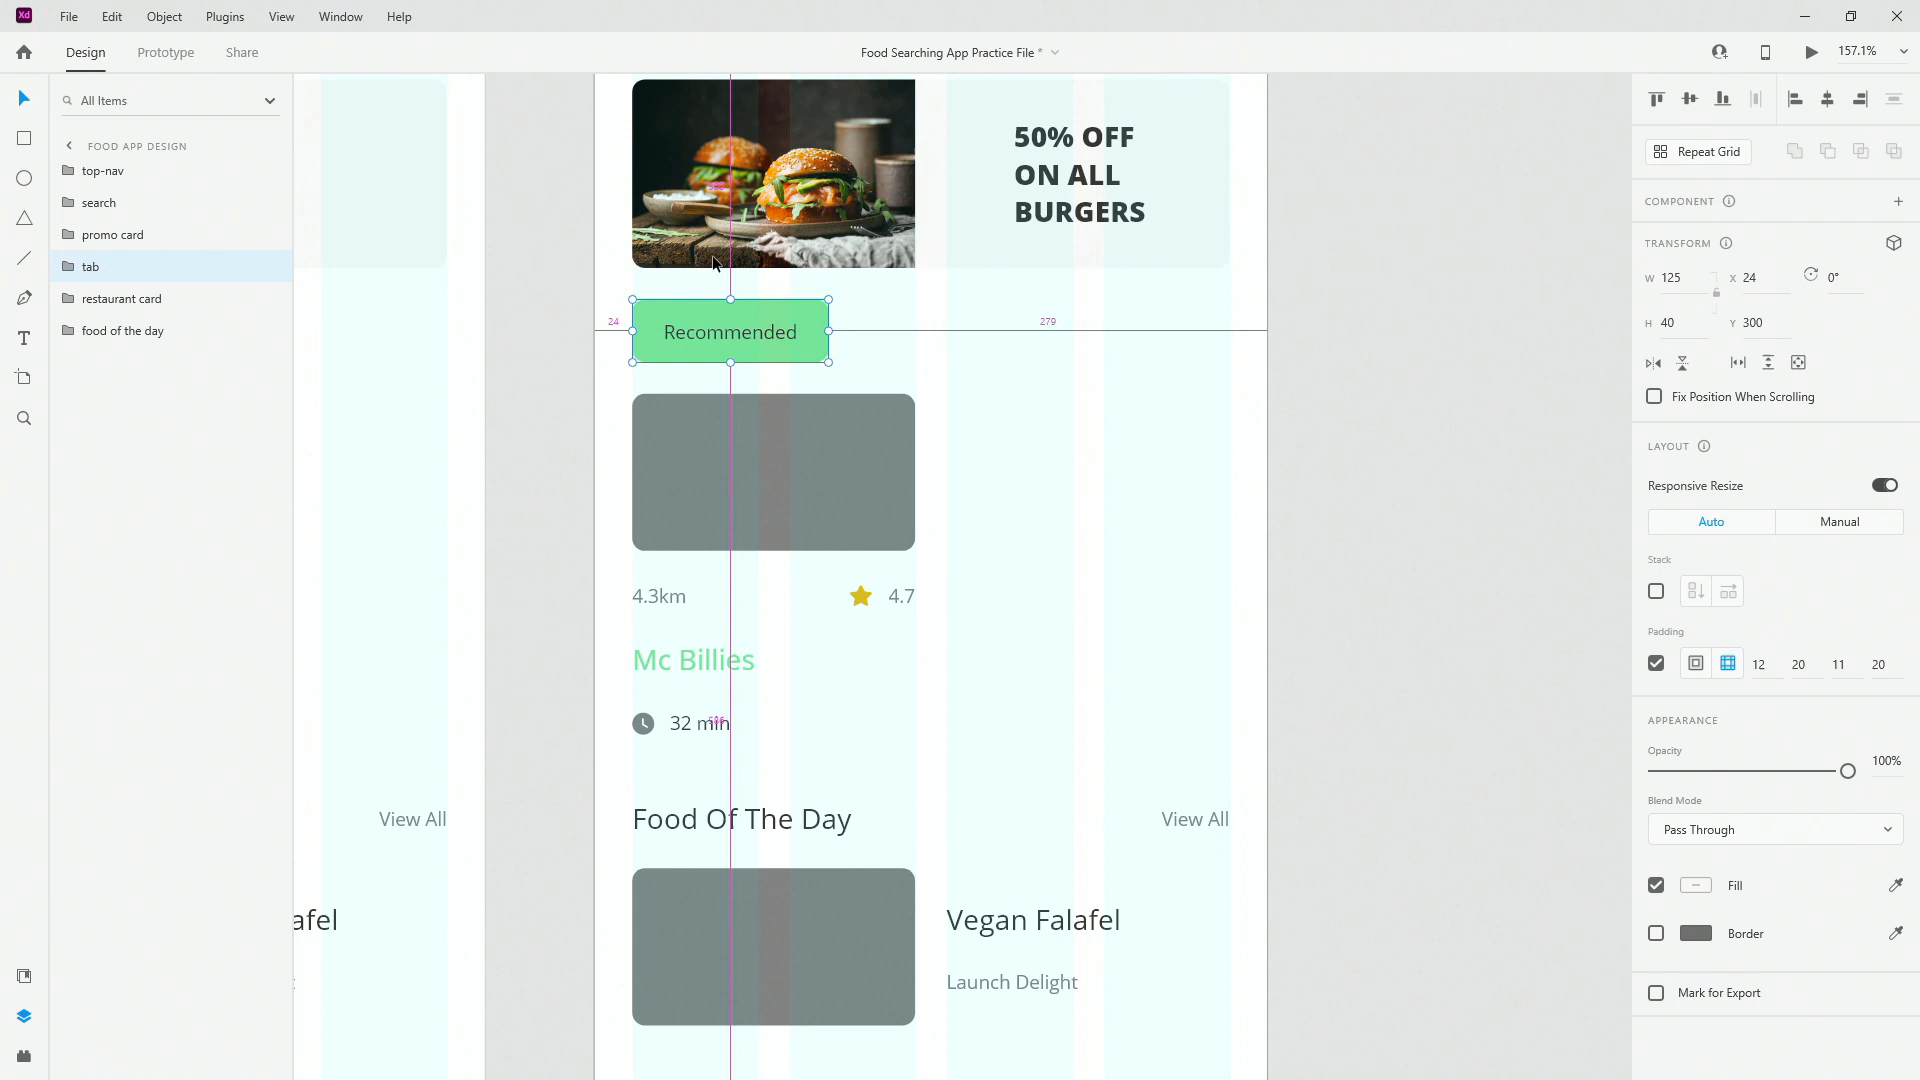 Xd File Edit Object Plugins View Window Help
Design Prototype Share Food Searching App Practice File * 157.1%
All Items
FOOD APP DESIGN
top-nav
search
promo card
tab
restaurant card
food of the day
50% OFF
ON ALL
BURGERS
24
279
Recommended
4.3km 4.7
Mc Billies
32 min
View All
Food Of The Day View All
afel
Vegan Falafel
Launch Delight
Repeat Grid
COMPONENT
TRANSFORM
W 125 X 24 0°
H 40 Y 300
Fix Position When Scrolling
LAYOUT
Responsive Resize
Auto Manual
Stack
Padding
12 20 11 20
APPEARANCE
Opacity
100%
Blend Mode
Pass Through
Fill
Border
Mark for Export